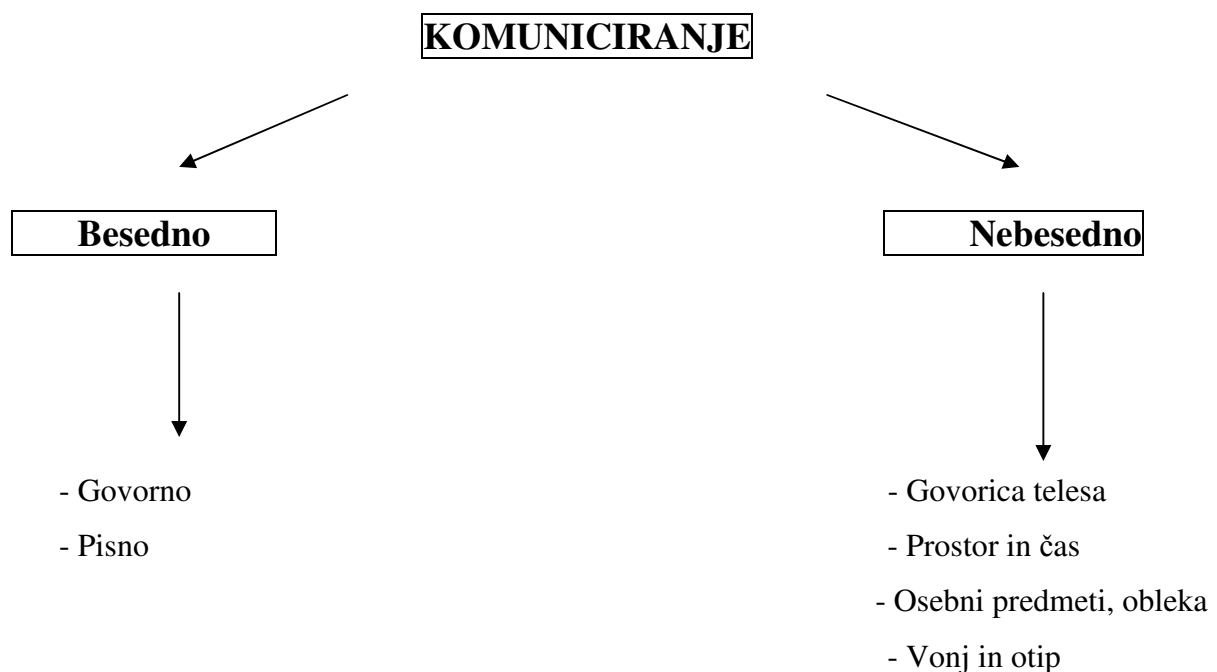 KOMUNICIRANJE
Besedno
Nebesedno
- Govorno
- Pisno
- Govorica telesa
- Prostor in čas
- Osebni predmeti, obleka
- Vonj in otip